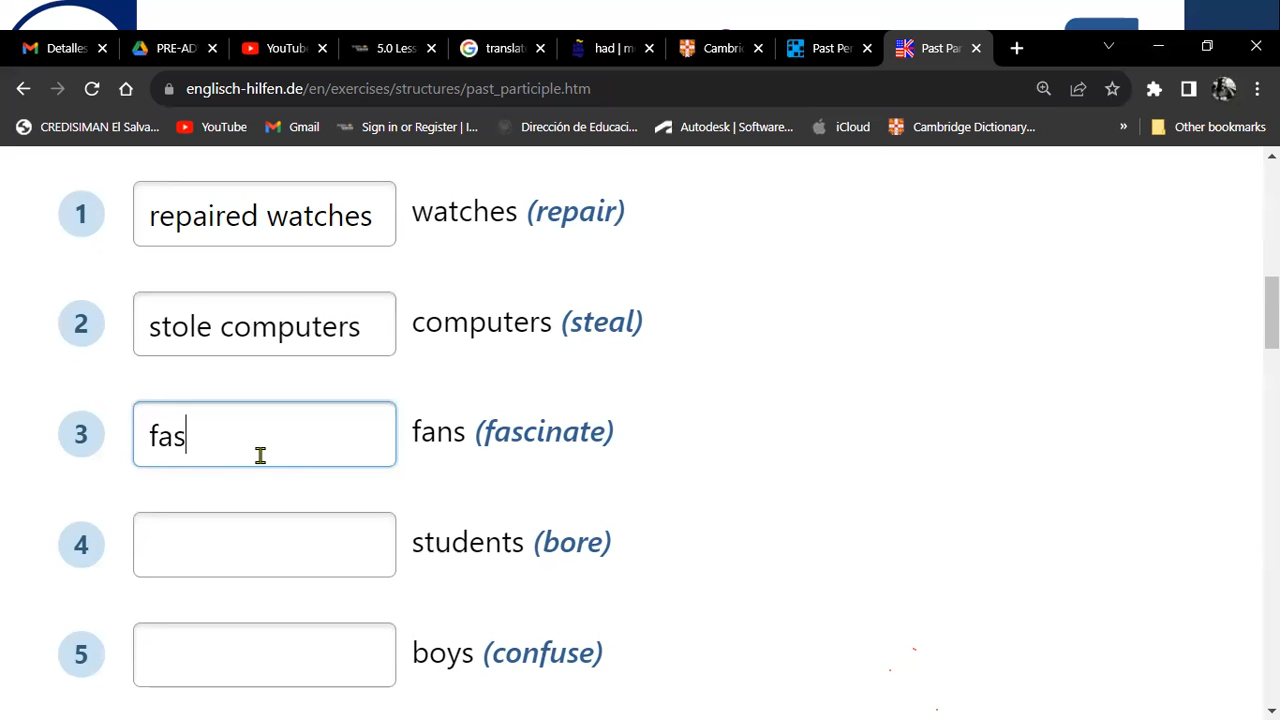 Detalles
PRE-AD
YouTube
5.0 Less
translat
had | m
Cambri
Past Per
Past Par
englisch-hilfen.de/en/exercises/structures/past_participle.htm
CREDISIMAN El Salva...
YouTube
Gmail
Sign in or Register | I...
Dirección de Educaci...
Autodesk | Software...
iCloud
Cambridge Dictionary...
»
Other bookmarks
1 repaired watches watches (repair)
2 stole computers computers (steal)
3 fas fans (fascinate)
4 students (bore)
5 boys (confuse)